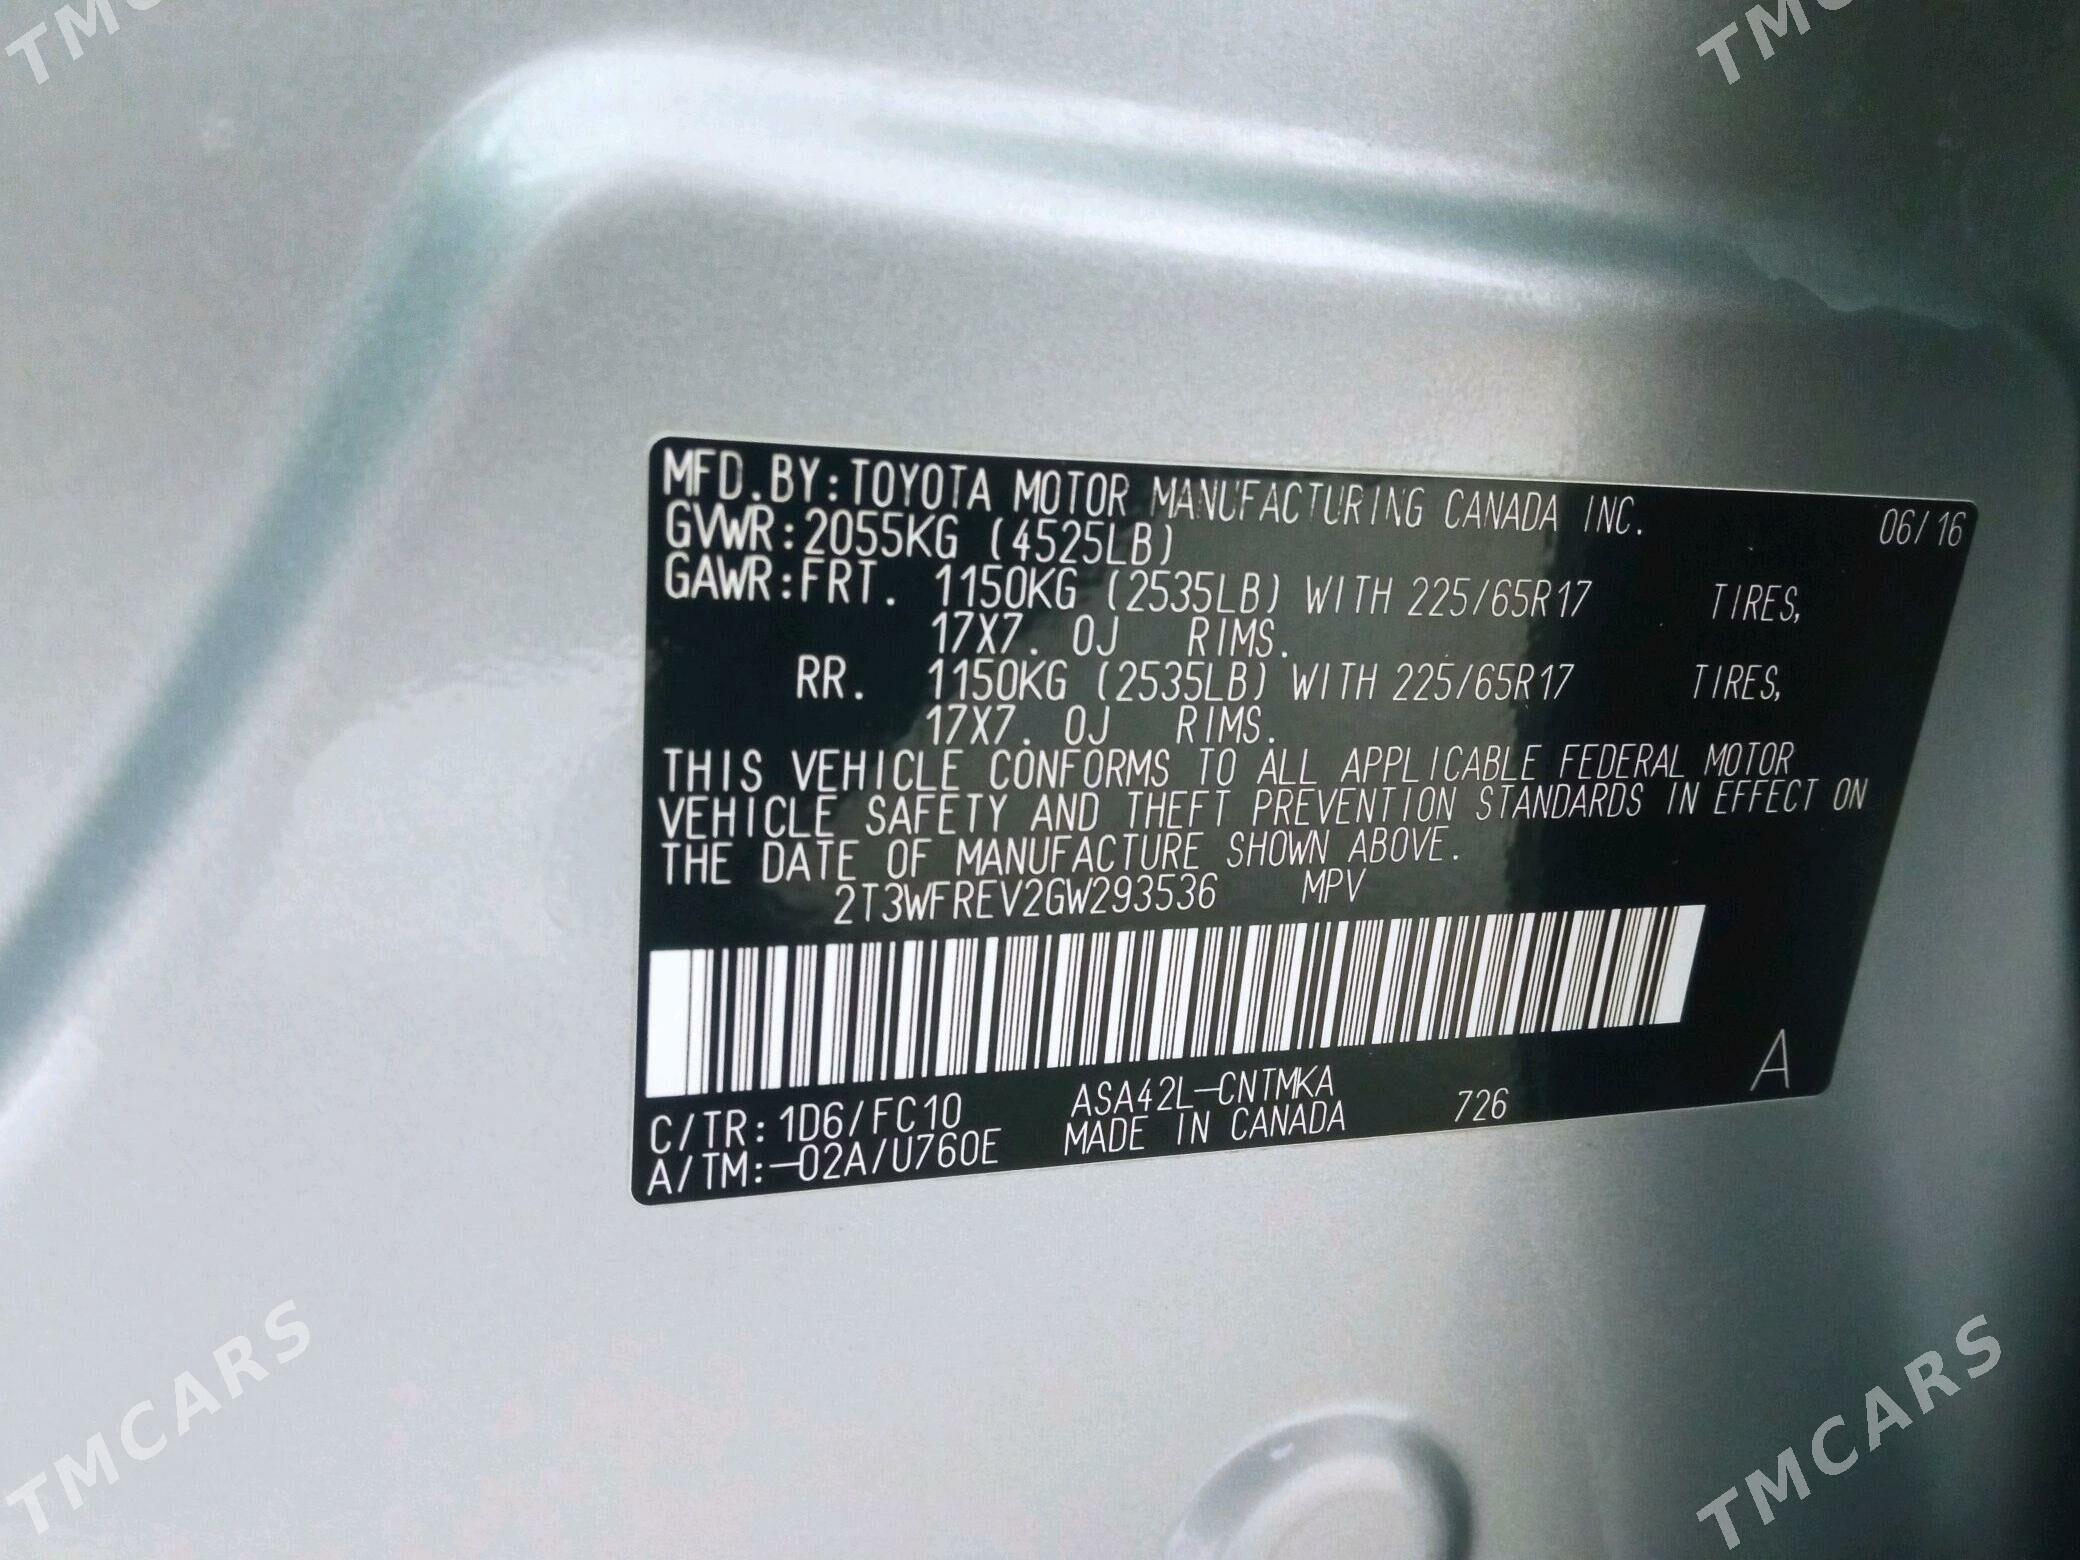 MFD.BY:TOYOTA MOTOR MANUFACTURING CANADA INC. 06/16
GVWR:2055KG (4525LB)
GAWR:FRT. 1150KG (2535LB) WITH 225/65R17 TIRES,
17X7. 0J RIMS.
RR. 1150KG (2535LB) WITH 225/65R17 TIRES,
17X7. 0J RIMS.
THIS VEHICLE CONFORMS TO ALL APPLICABLE FEDERAL MOTOR
VEHICLE SAFETY AND THEFT PREVENTION STANDARDS IN EFFECT ON
THE DATE OF MANUFACTURE SHOWN ABOVE.
2T3WFREV2GW293536 MPV
A
C/TR:1D6/FC10 ASA42L-CNTMKA 726
A/TM:-02A/U760E MADE IN CANADA
TMCARS
TMCARS